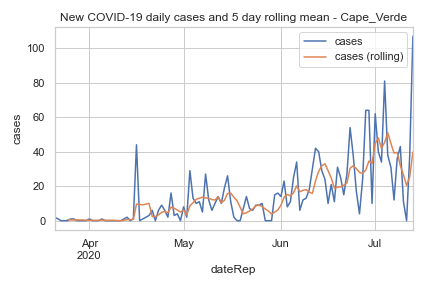 New COVID-19 daily cases and 5 day rolling mean - Cape_Verde
cases
cases (rolling)
cases
100
80
60
40
20
0
Apr
2020
May
Jun
Jul
dateRep